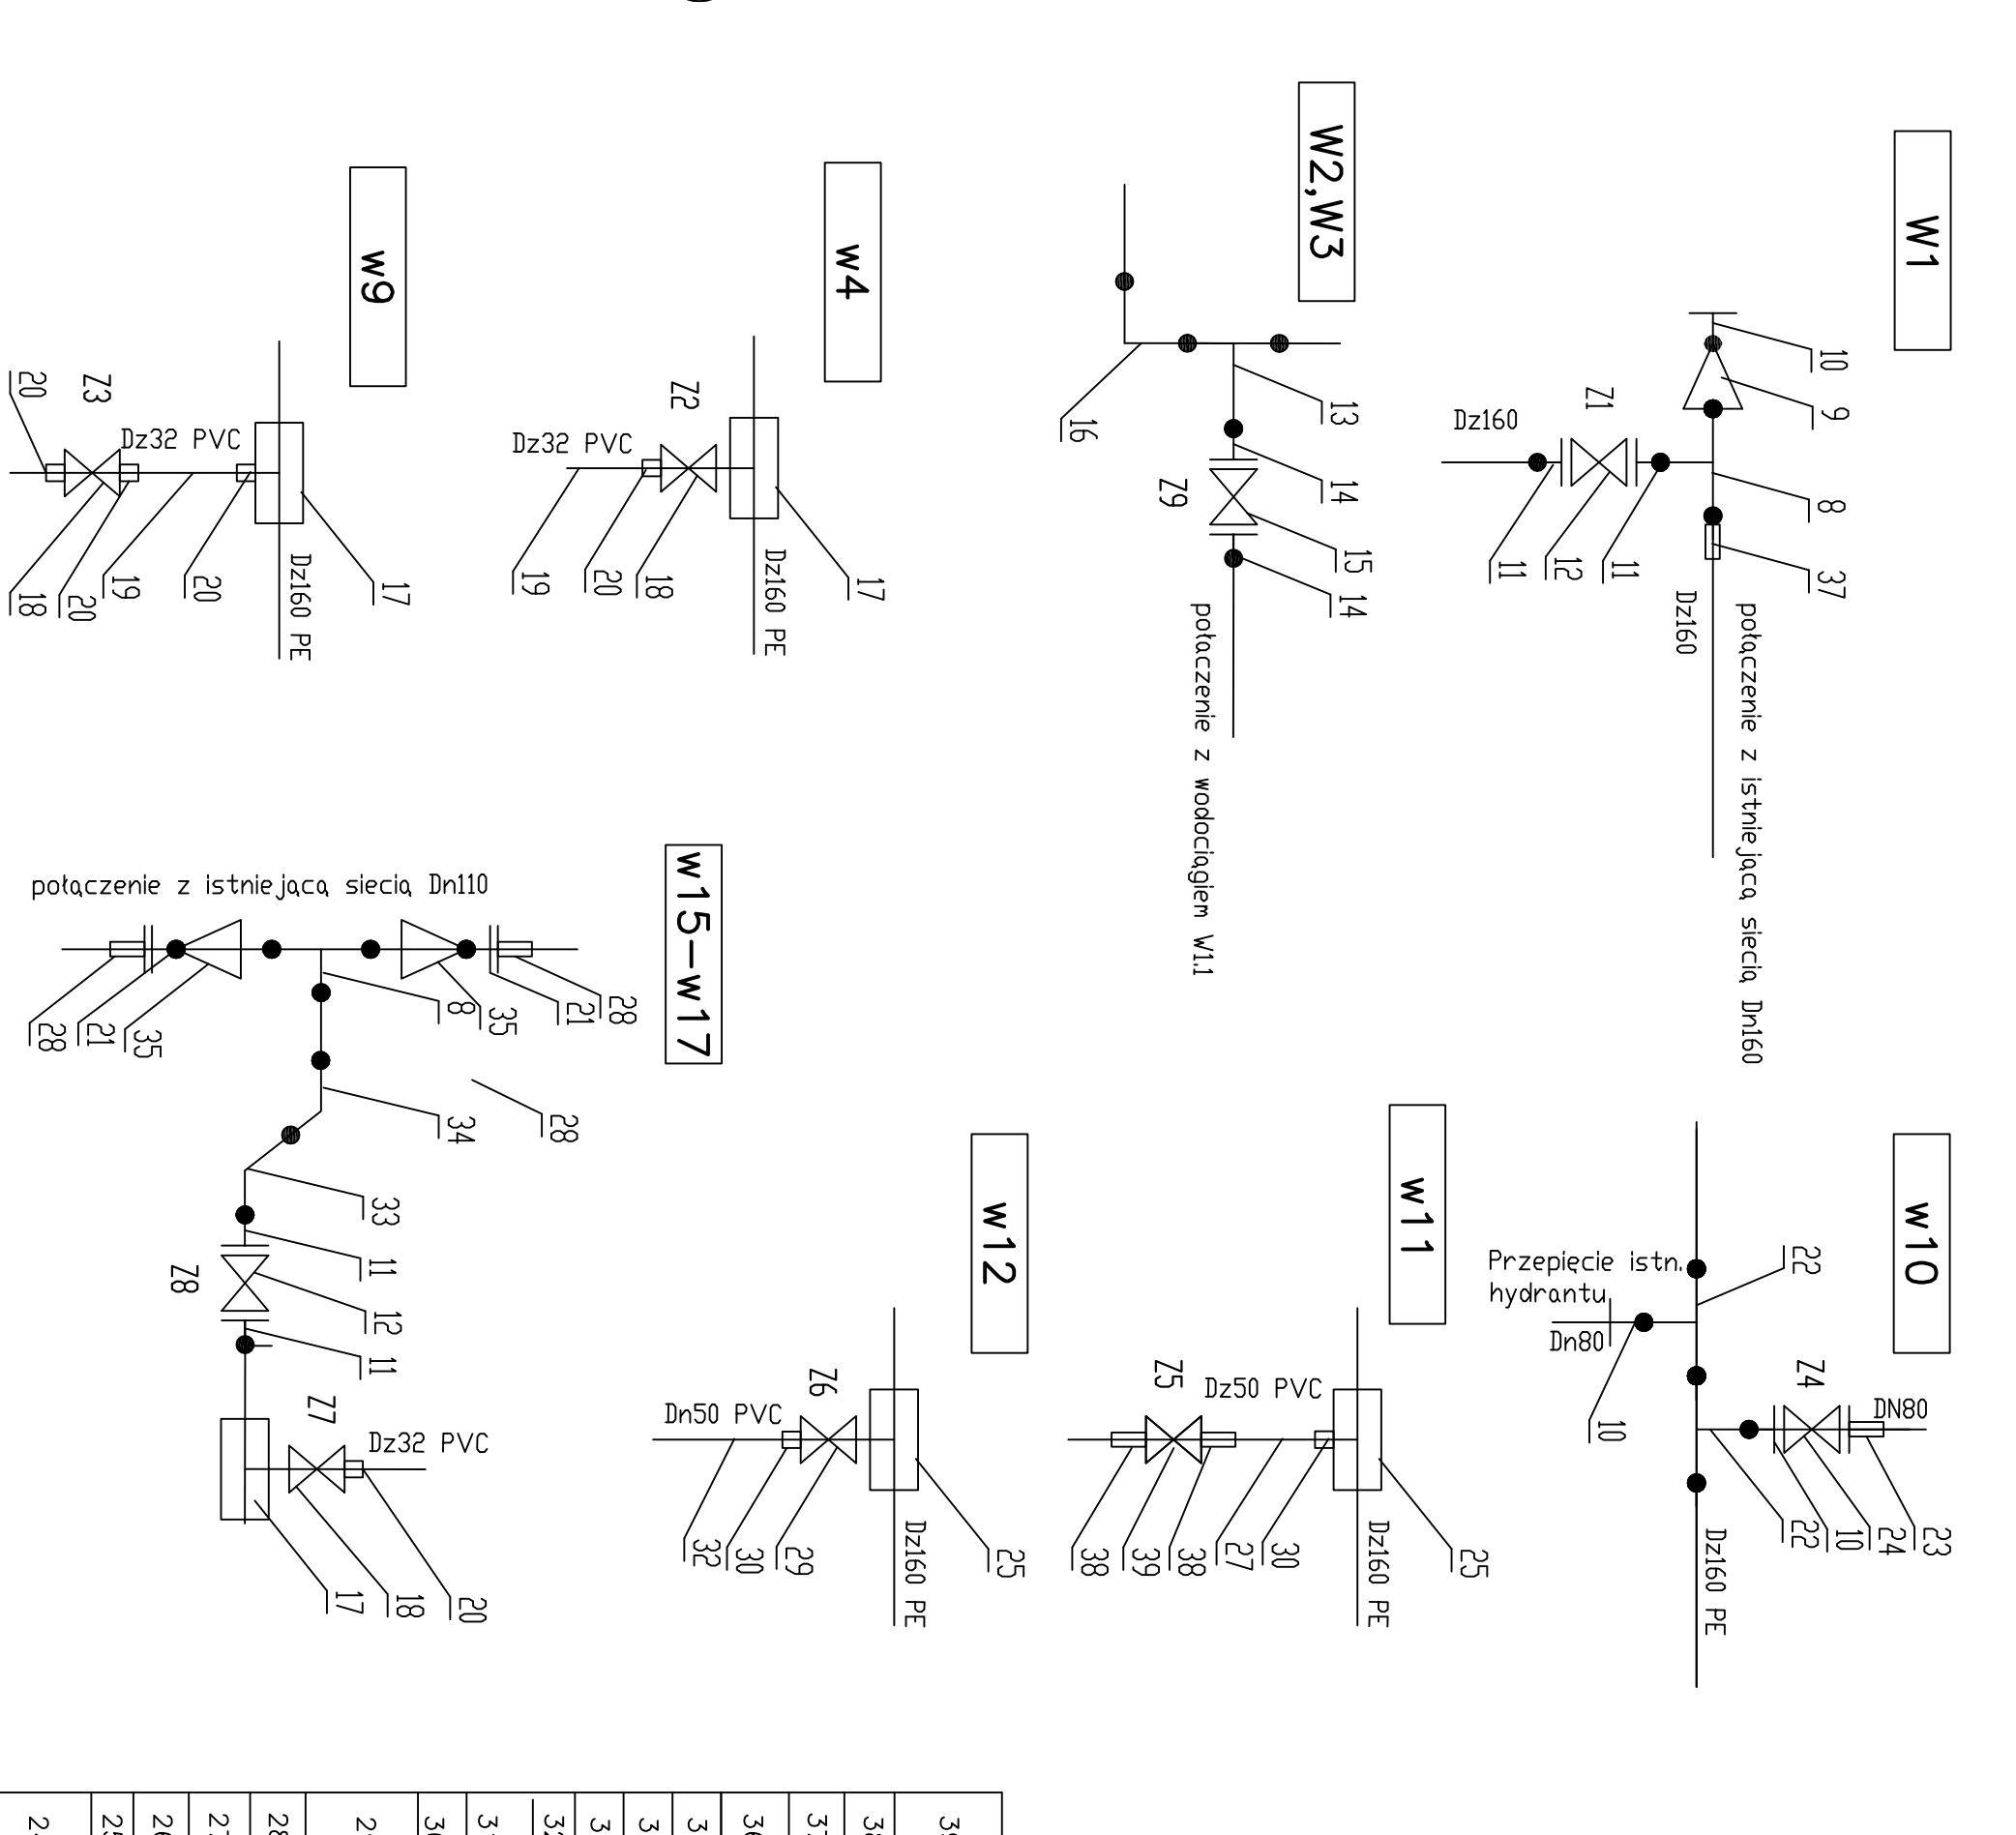 W1
10
9
Z1
Dz160
8
11
12
11
37
Dz160
połączenie z istniejącą siecią Dn160
W2,W3
13
16
14
Z9
15
14
połączenie z wodociągiem W1.1
w4
Z2
Dz32 PVC
19
20
18
17
Dz160 PE
w9
Z3
20
Dz32 PVC
18
20
19
20
17
Dz160 PE
w10
22
Przepięcie istn.
hydrantu
Dn80
10
Z4
DN80
22
10
24
23
Dz160 PE
w11
Z5
Dz50 PVC
38
39
38
27
30
25
Dz160 PE
w12
Z6
Dn50 PVC
32
30
29
25
Dz160 PE
w15–w17
połączenie z istniejącą siecią Dn110
28
21
35
8
35
21
28
34
28
33
11
Z8
12
11
Z7
Dz32 PVC
17
18
20
28